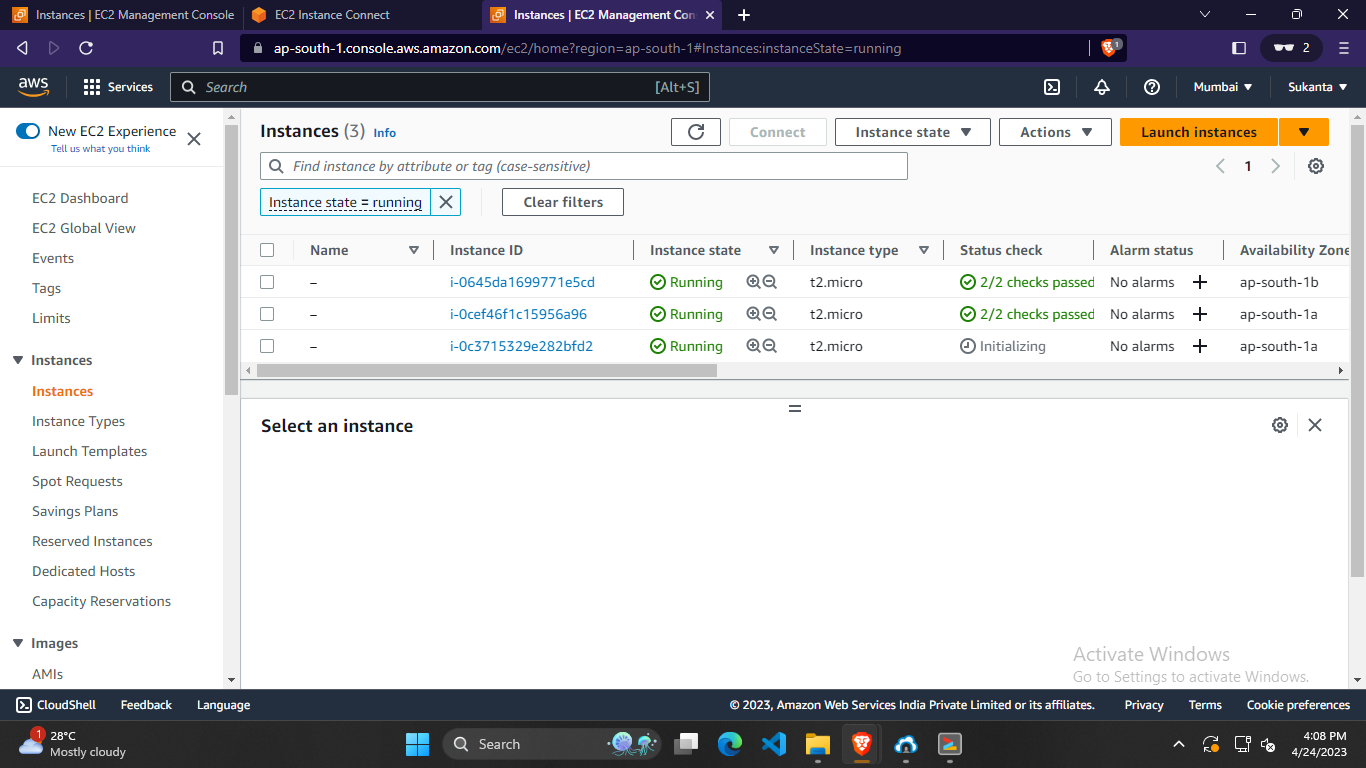 Instances | EC2 Management Console
EC2 Instance Connect
Instances | EC2 Management Con
ap-south-1.console.aws.amazon.com/ec2/home?region=ap-south-1#Instances:instanceState=running
1
2
aws
Services
Search
[Alt+S]
Mumbai
Sukanta
New EC2 Experience
Tell us what you think
EC2 Dashboard
EC2 Global View
Events
Tags
Limits
Instances
Instances
Instance Types
Launch Templates
Spot Requests
Savings Plans
Reserved Instances
Dedicated Hosts
Capacity Reservations
Images
AMIs
Instances (3) Info
Connect
Instance state
Actions
Launch instances
Find instance by attribute or tag (case-sensitive)
1
Instance state = running
Clear filters
Name Instance ID Instance state Instance type Status check Alarm status Availability Zone
– i-0645da1699771e5cd Running t2.micro 2/2 checks passed No alarms ap-south-1b
– i-0cef46f1c15956a96 Running t2.micro 2/2 checks passed No alarms ap-south-1a
– i-0c3715329e282bfd2 Running t2.micro Initializing No alarms ap-south-1a
Select an instance
Activate Windows
Go to Settings to activate Windows.
CloudShell Feedback Language © 2023, Amazon Web Services India Private Limited or its affiliates. Privacy Terms Cookie preferences
1
28°C
Mostly cloudy
Search
4:08 PM
4/24/2023